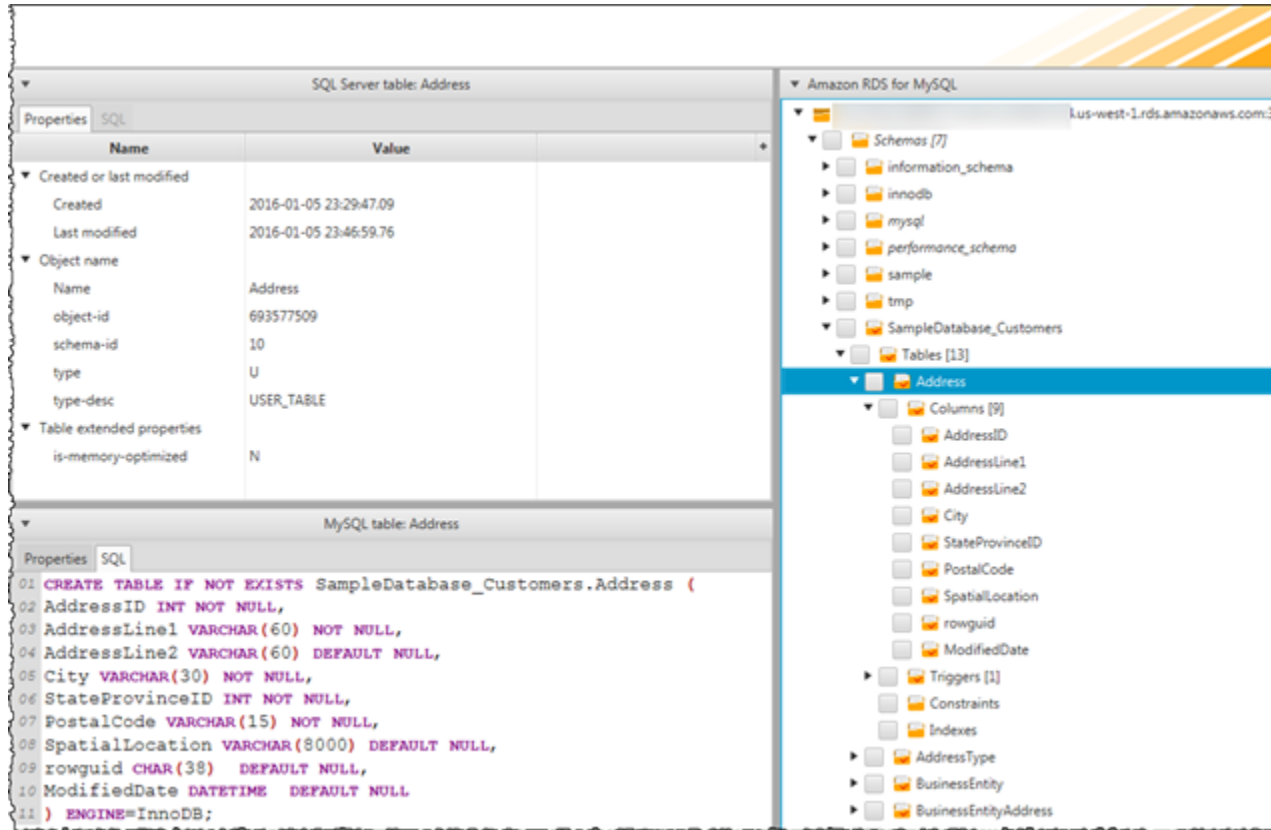 SQL Server table: Address
Properties SQL
Name Value
Created or last modified
Created 2016-01-05 23:29:47.09
Last modified 2016-01-05 23:46:59.76
Object name
Name Address
object-id 693577509
schema-id 10
type U
type-desc USER_TABLE
Table extended properties
is-memory-optimized N
MySQL table: Address
Properties SQL
01 CREATE TABLE IF NOT EXISTS SampleDatabase_Customers.Address (
02 AddressID INT NOT NULL,
03 AddressLine1 VARCHAR(60) NOT NULL,
04 AddressLine2 VARCHAR(60) DEFAULT NULL,
05 City VARCHAR(30) NOT NULL,
06 StateProvinceID INT NOT NULL,
07 PostalCode VARCHAR(15) NOT NULL,
08 SpatialLocation VARCHAR(8000) DEFAULT NULL,
09 rowguid CHAR(38) DEFAULT NULL,
10 ModifiedDate DATETIME DEFAULT NULL
11 ) ENGINE=InnoDB;
Amazon RDS for MySQL
.us-west-1.rds.amazonaws.com:3
Schemas [7]
information_schema
innodb
mysql
performance_schema
sample
tmp
SampleDatabase_Customers
Tables [13]
Address
Columns [9]
AddressID
AddressLine1
AddressLine2
City
StateProvinceID
PostalCode
SpatialLocation
rowguid
ModifiedDate
Triggers [1]
Constraints
Indexes
AddressType
BusinessEntity
BusinessEntityAddress